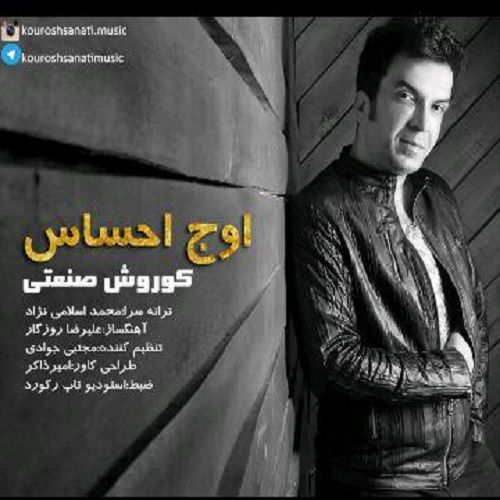 kouroshsanati.music
kouroshsanatimusic
اوج احساس
کوروش صنعتی
ترانه سرا:محمد اسلامی نژاد
آهنگساز:علیرضا روزگار
تنظیم کننده:مجتبی جوادی
طراحی کاور:امیر ذاکر
ضبط:استودیو تاپ رکورد